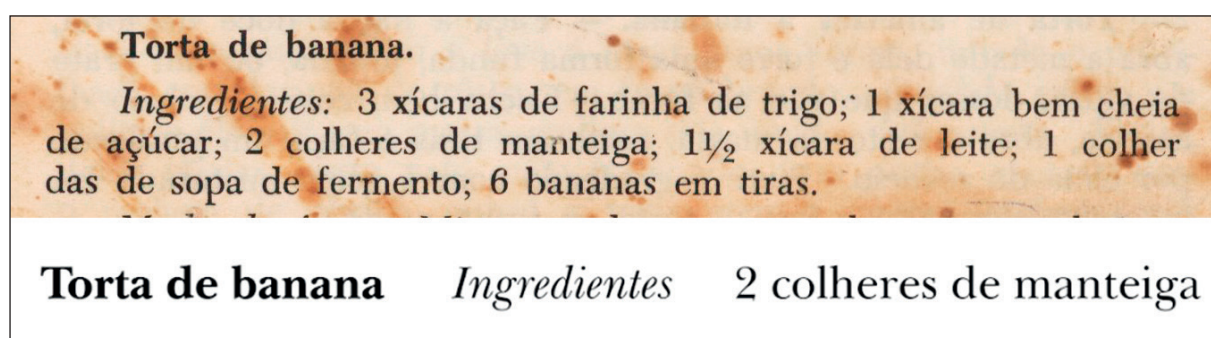 Torta de banana.
Ingredientes: 3 xícaras de farinha de trigo; 1 xícara bem cheia
de açúcar; 2 colheres de manteiga; 1½ xícara de leite; 1 colher
das de sopa de fermento; 6 bananas em tiras.
Torta de banana Ingredientes 2 colheres de manteiga